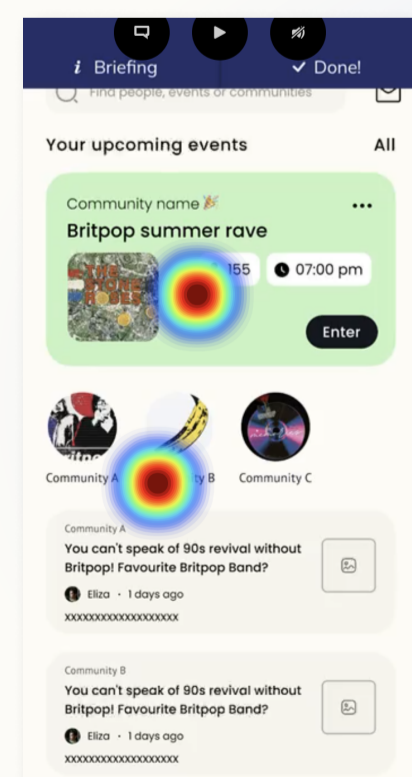 i Briefing
Done!
Find people, events or communities
Your upcoming events
All
Community name
Britpop summer rave
THE STONE ROSES
155
07:00 pm
Enter
Community A
B
Community C
Community A
You can't speak of 90s revival without
Britpop! Favourite Britpop Band?
Eliza · 1 days ago
xxxxxxxxxxxxxxxxxxx
Community B
You can't speak of 90s revival without
Britpop! Favourite Britpop Band?
Eliza · 1 days ago
xxxxxxxxxxxxxxxxxxx